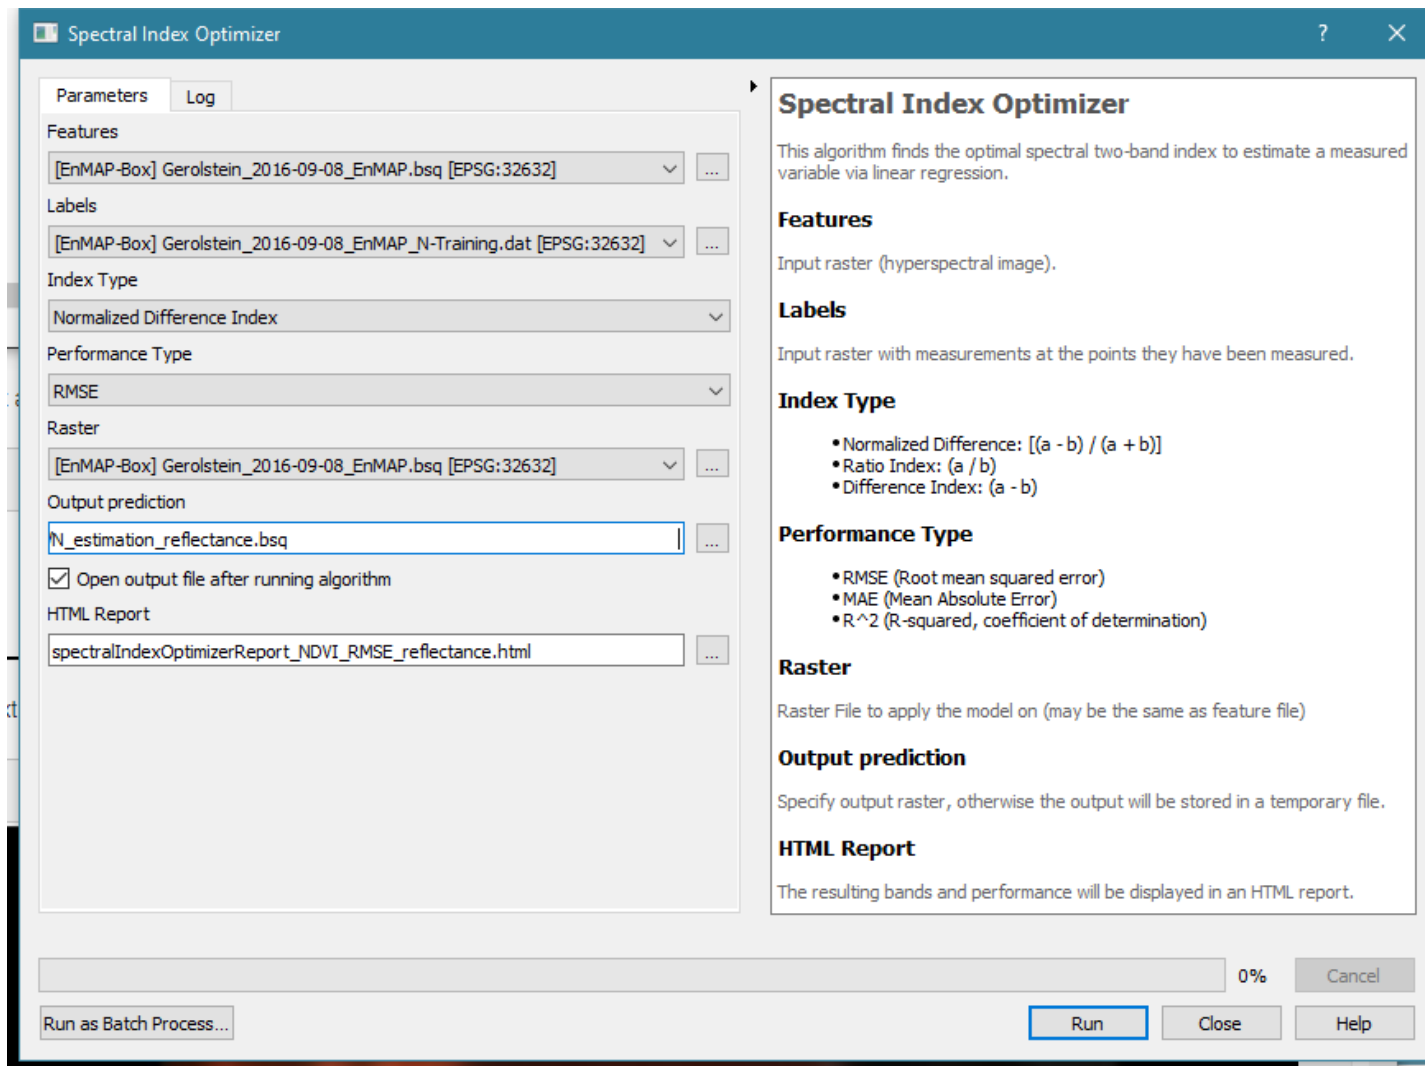 Spectral Index Optimizer
?
Parameters
Log
Features
[EnMAP-Box] Gerolstein_2016-09-08_EnMAP.bsq [EPSG:32632]
...
Labels
[EnMAP-Box] Gerolstein_2016-09-08_EnMAP_N-Training.dat [EPSG:32632]
...
Index Type
Normalized Difference Index
Performance Type
RMSE
Raster
[EnMAP-Box] Gerolstein_2016-09-08_EnMAP.bsq [EPSG:32632]
...
Output prediction
/N_estimation_reflectance.bsq
...
Open output file after running algorithm
HTML Report
spectralIndexOptimizerReport_NDVI_RMSE_reflectance.html
...
Spectral Index Optimizer
This algorithm finds the optimal spectral two-band index to estimate a measured
variable via linear regression.
Features
Input raster (hyperspectral image).
Labels
Input raster with measurements at the points they have been measured.
Index Type
• Normalized Difference: [(a - b) / (a + b)]
• Ratio Index: (a / b)
• Difference Index: (a - b)
Performance Type
• RMSE (Root mean squared error)
• MAE (Mean Absolute Error)
• R^2 (R-squared, coefficient of determination)
Raster
Raster File to apply the model on (may be the same as feature file)
Output prediction
Specify output raster, otherwise the output will be stored in a temporary file.
HTML Report
The resulting bands and performance will be displayed in an HTML report.
0%
Cancel
Run as Batch Process...
Run
Close
Help